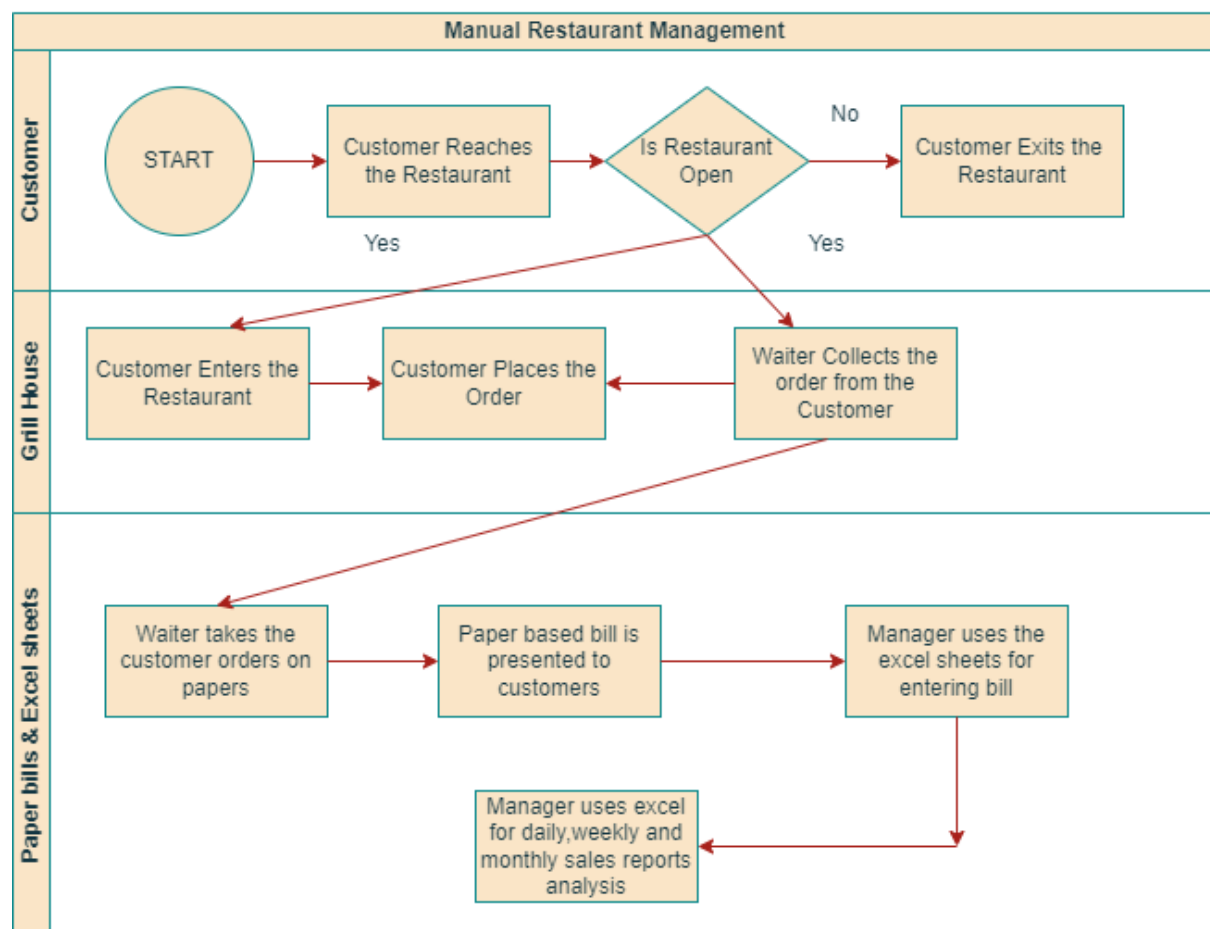 Manual Restaurant Management
Customer
START
Customer Reaches
the Restaurant
Is Restaurant
Open
No
Customer Exits the
Restaurant
Yes
Yes
Grill House
Customer Enters the
Restaurant
Customer Places the
Order
Waiter Collects the
order from the
Customer
Paper bills & Excel sheets
Waiter takes the
customer orders on
papers
Paper based bill is
presented to
customers
Manager uses the
excel sheets for
entering bill
Manager uses excel
for daily,weekly and
monthly sales reports
analysis